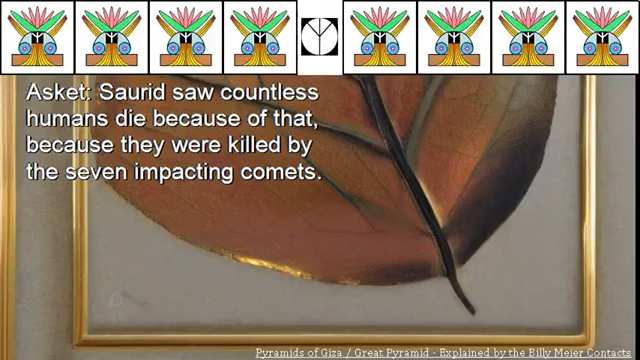 Asket: Saurid saw countless
humans die because of that,
because they were killed by
the seven impacting comets.
Pyramids of Giza / Great Pyramid - Explained by the Billy Meier Contacts